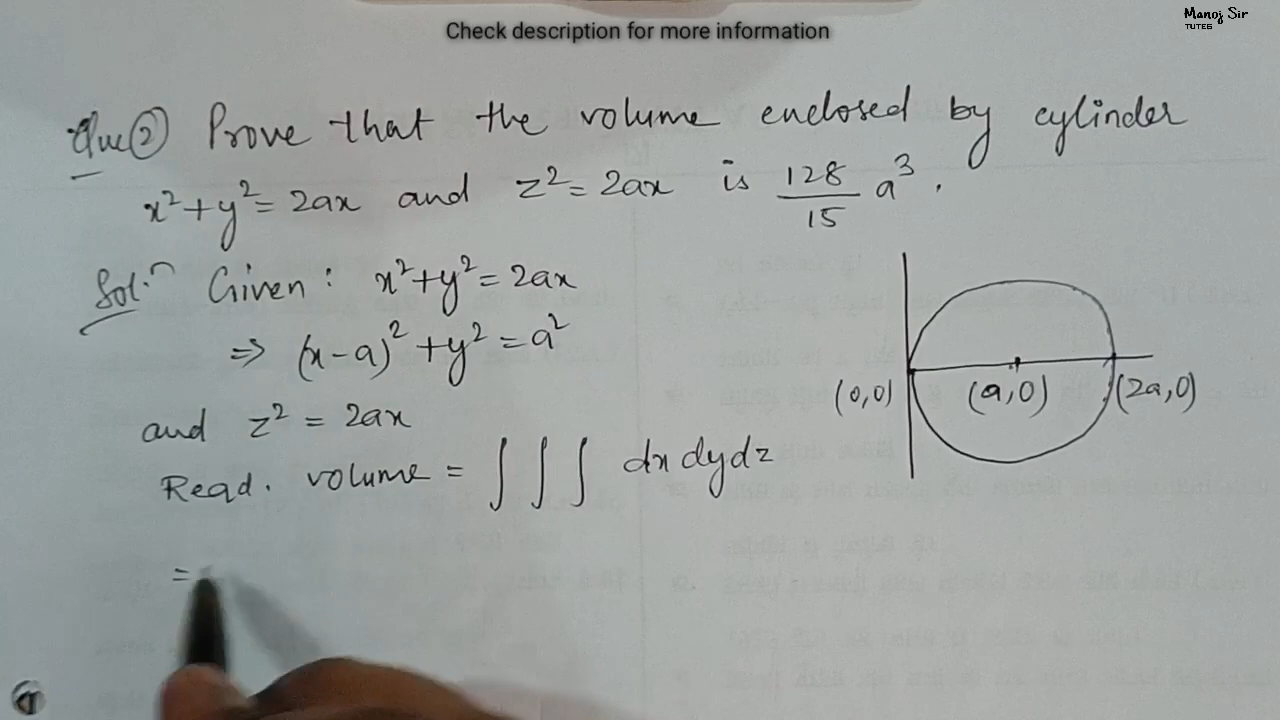 Manoj Sir
TUTES
Check description for more information
Que② Prove that the volume enclosed by cylinder
x²+y²=2ax and z²=2ax is 128/15 a³.
Solⁿ. Given: x²+y²=2ax
⇒ (x-a)²+y²=a²
and z² = 2ax
Reqd. volume = ∫∫∫ dx dy dz
=
(0,0) (a,0) (2a,0)